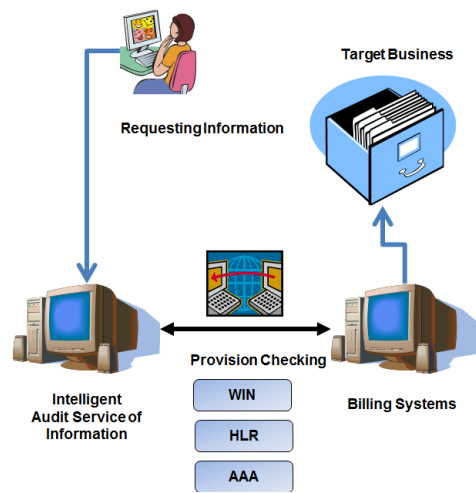 Target Business
Requesting Information
Provision Checking
Intelligent
Audit Service of
Information
WIN
HLR
AAA
Billing Systems